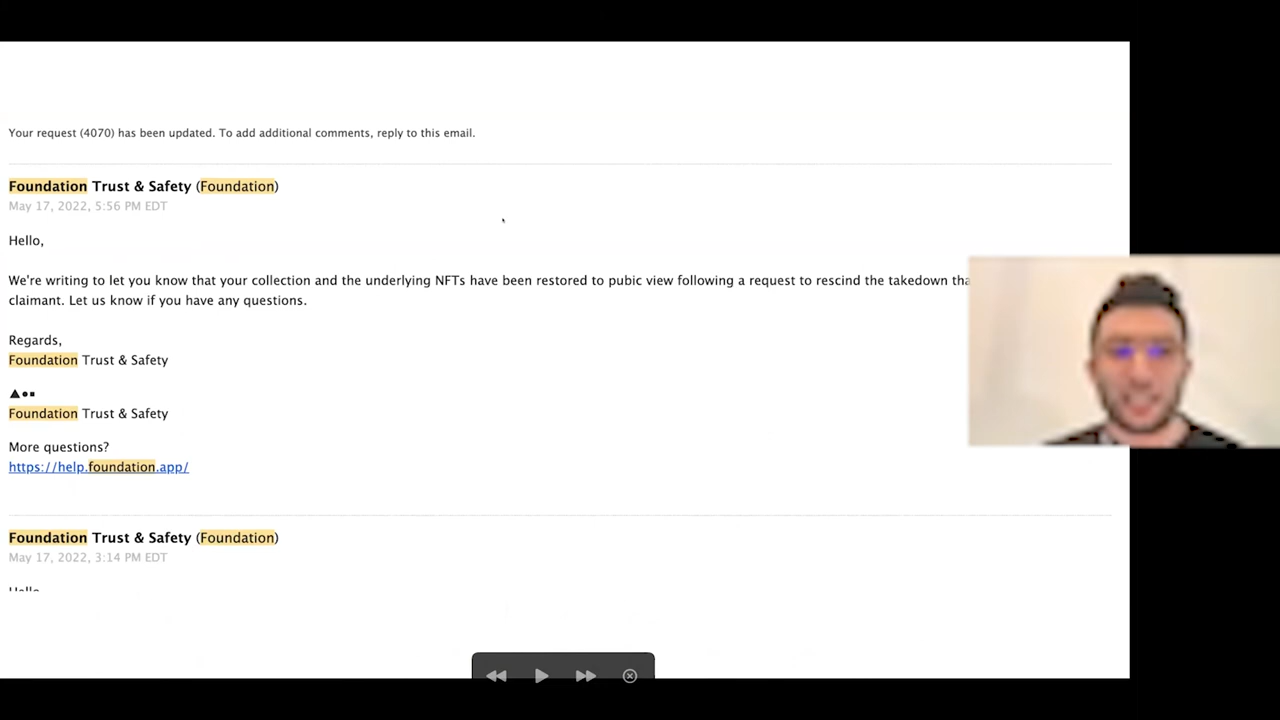 Your request (4070) has been updated. To add additional comments, reply to this email.
Foundation Trust & Safety (Foundation)
May 17, 2022, 5:56 PM EDT
Hello,
We're writing to let you know that your collection and the underlying NFTs have been restored to pubic view following a request to rescind the takedown
claimant. Let us know if you have any questions.
Regards,
Foundation Trust & Safety
Foundation Trust & Safety
More questions?
https://help.foundation.app/
Foundation Trust & Safety (Foundation)
May 17, 2022, 3:14 PM EDT
Hello